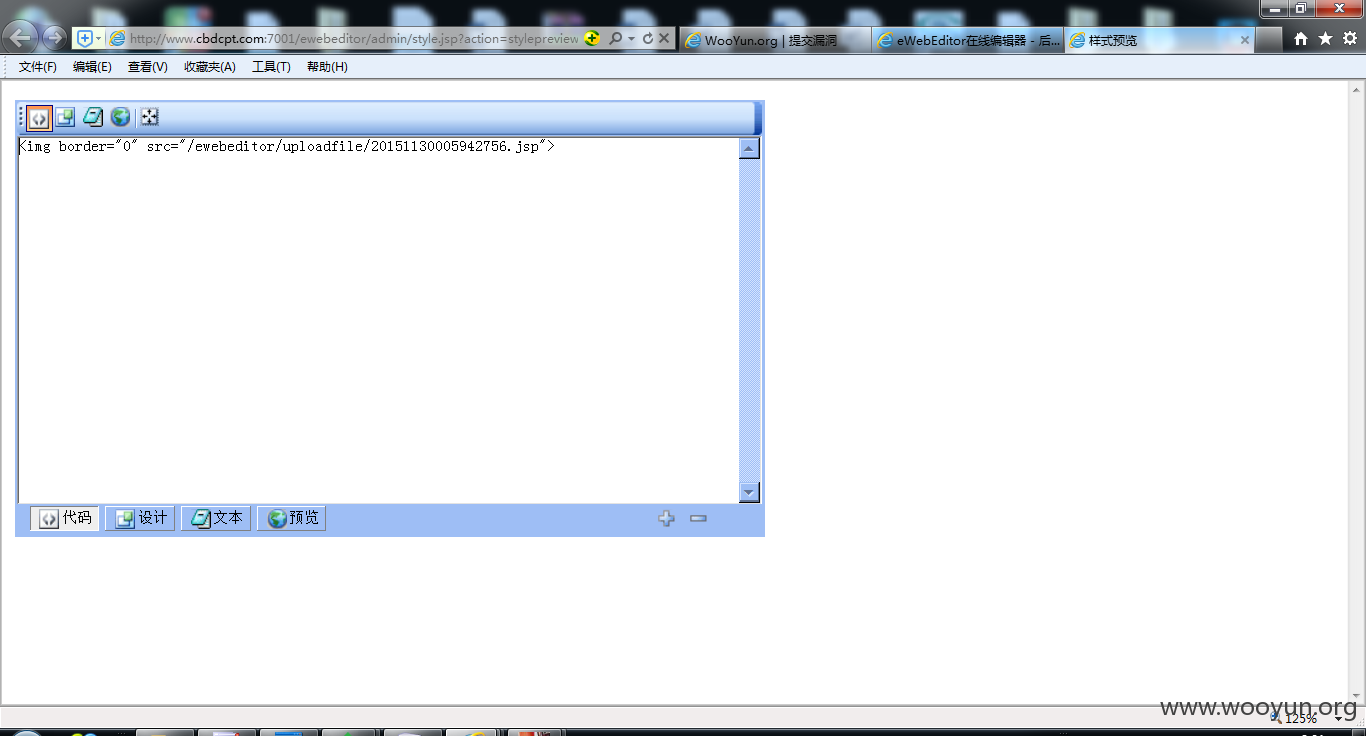 http://www.cbdcpt.com:7001/ewebeditor/admin/style.jsp?action=stylepreview
WooYun.org | 提交漏洞
eWebEditor在线编辑器 - 后...
样式预览
文件(F) 编辑(E) 查看(V) 收藏夹(A) 工具(T) 帮助(H)
<img border="0" src="/ewebeditor/uploadfile/20151130005942756.jsp">
代码 设计 文本 预览
www.wooyun.org
125%